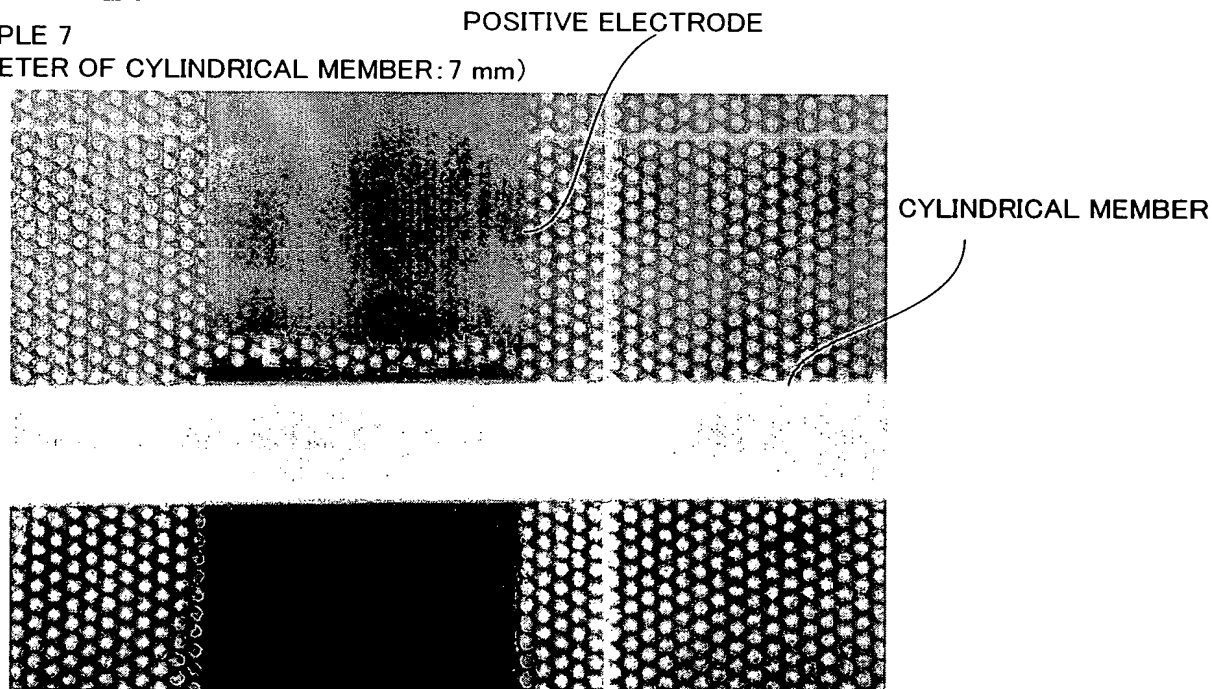 POSITIVE ELECTRODE
PLE 7
ETER OF CYLINDRICAL MEMBER: 7 mm)
CYLINDRICAL MEMBER